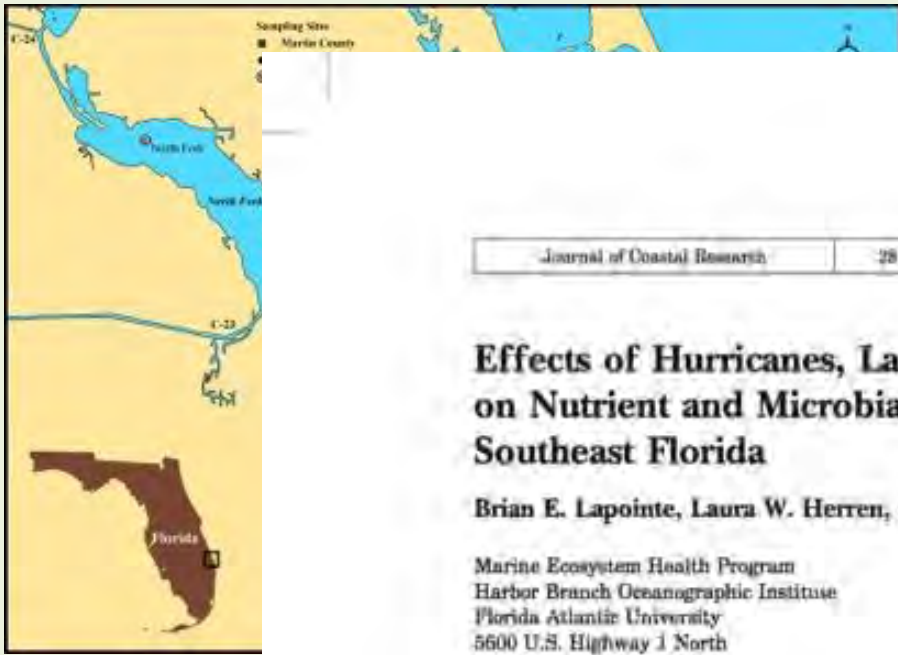 C-24
Sampling Sites
Martin County
North Fork
North Fork
C-23
Florida
Journal of Coastal Research
28
Effects of Hurricanes, La
on Nutrient and Microbia
Southeast Florida
Brian E. Lapointe, Laura W. Herren,
Marine Ecosystem Health Program
Harbor Branch Oceanographic Institute
Florida Atlantic University
5600 U.S. Highway 1 North